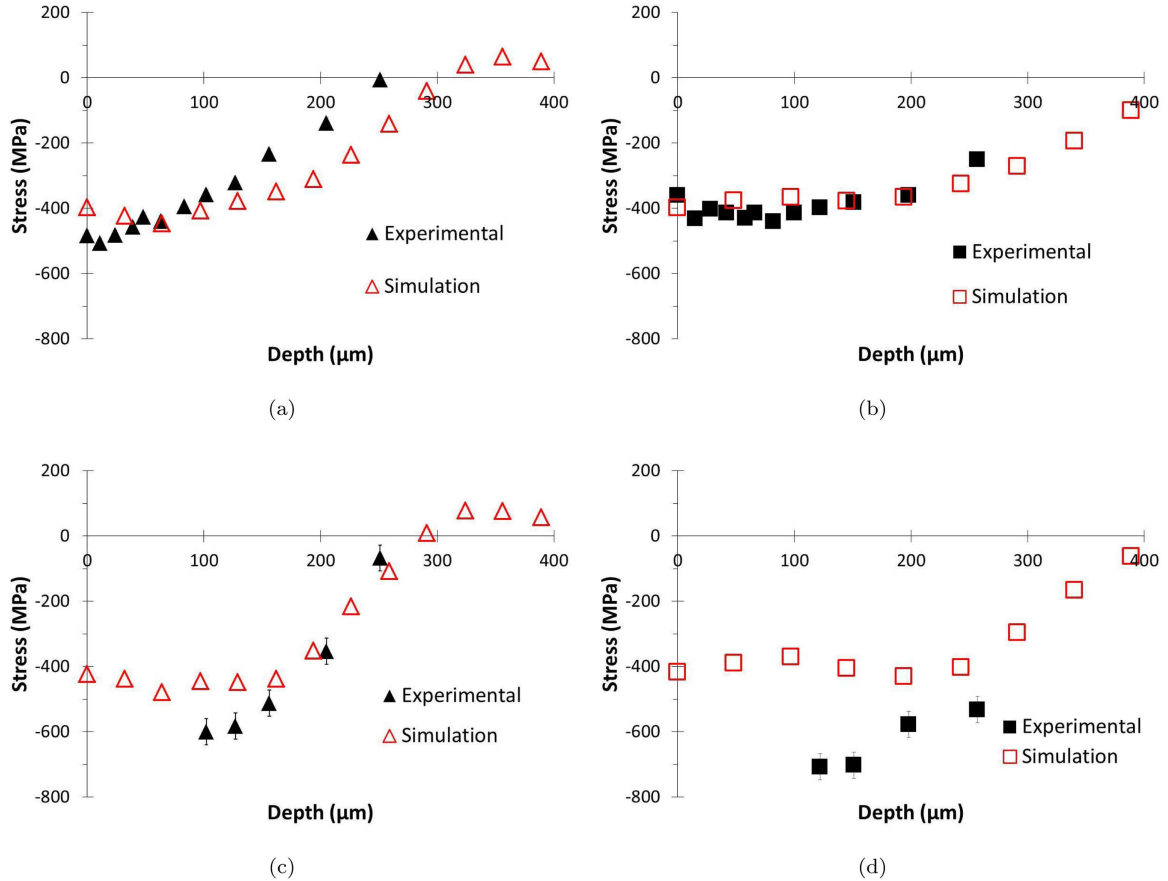 200
0
-200
-400
-600
-800
0
100
200
300
400
Stress (MPa)
Depth (μm)
Experimental
Simulation
(a)
200
0
-200
-400
-600
-800
0
100
200
300
400
Stress (MPa)
Depth (μm)
Experimental
Simulation
(b)
200
0
-200
-400
-600
-800
0
100
200
300
400
Stress (MPa)
Depth (μm)
Experimental
Simulation
(c)
200
0
-200
-400
-600
-800
0
100
200
300
400
Stress (MPa)
Depth (μm)
Experimental
Simulation
(d)